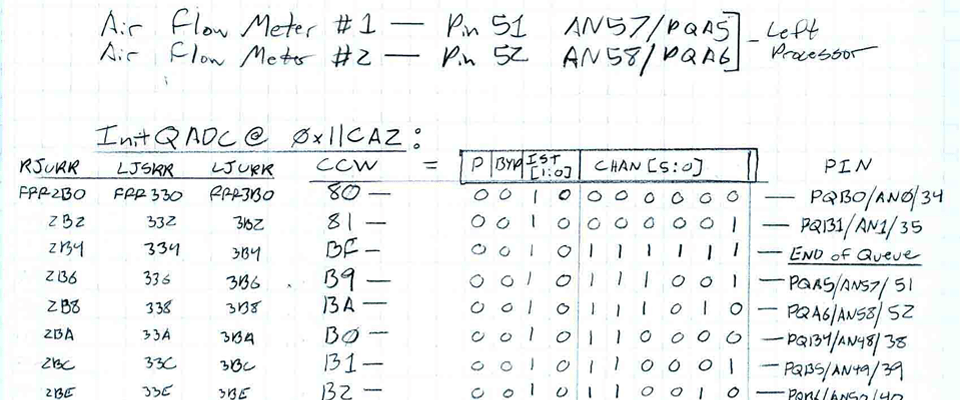 Air Flow Meter #1 — Pin 51 AN57/PQA5
Air Flow Meter #2 — Pin 52 AN58/PQA6 ] - Left Processor
InitQADC @ 0x11CA2:
RJURR LJSRR LJURR CCW = P BYP IST [1:0] CHAN [5:0] PIN
FFF2B0 FFF330 FFF3B0 80 — 0 0 1 0 0 0 0 0 0 0 — PQB0/AN0/34
2B2 332 3B2 81 — 0 0 1 0 0 0 0 0 0 1 — PQB1/AN1/35
2B4 334 3B4 BF — 0 0 1 0 1 1 1 1 1 1 — END of Queue
2B6 336 3B6 B9 — 0 0 1 0 1 1 1 0 0 1 — PQA5/AN57/51
2B8 338 3B8 BA — 0 0 1 0 1 1 1 0 1 0 — PQA6/AN58/52
2BA 33A 3BA B0 — 0 0 1 0 1 1 0 0 0 0 — PQB4/AN48/38
2BC 33C 3BC B1 — 0 0 1 0 1 1 0 0 0 1 — PQB5/AN49/39
2BE 33E 3BE B2 — 0 0 1 0 1 1 0 0 1 0 — PQB6/AN50/40